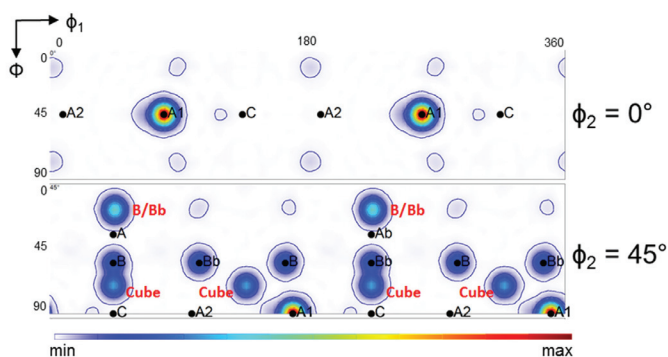 ϕ1
Φ
0 180 360
0°
45
90
A2 A1 C A2 A1 C
ϕ2 = 0°
0 45°
45
90
B/Bb B/Bb
A Ab
B Bb B Bb B Bb
Cube Cube Cube Cube
C A2 A1 C A2 A1
ϕ2 = 45°
min max